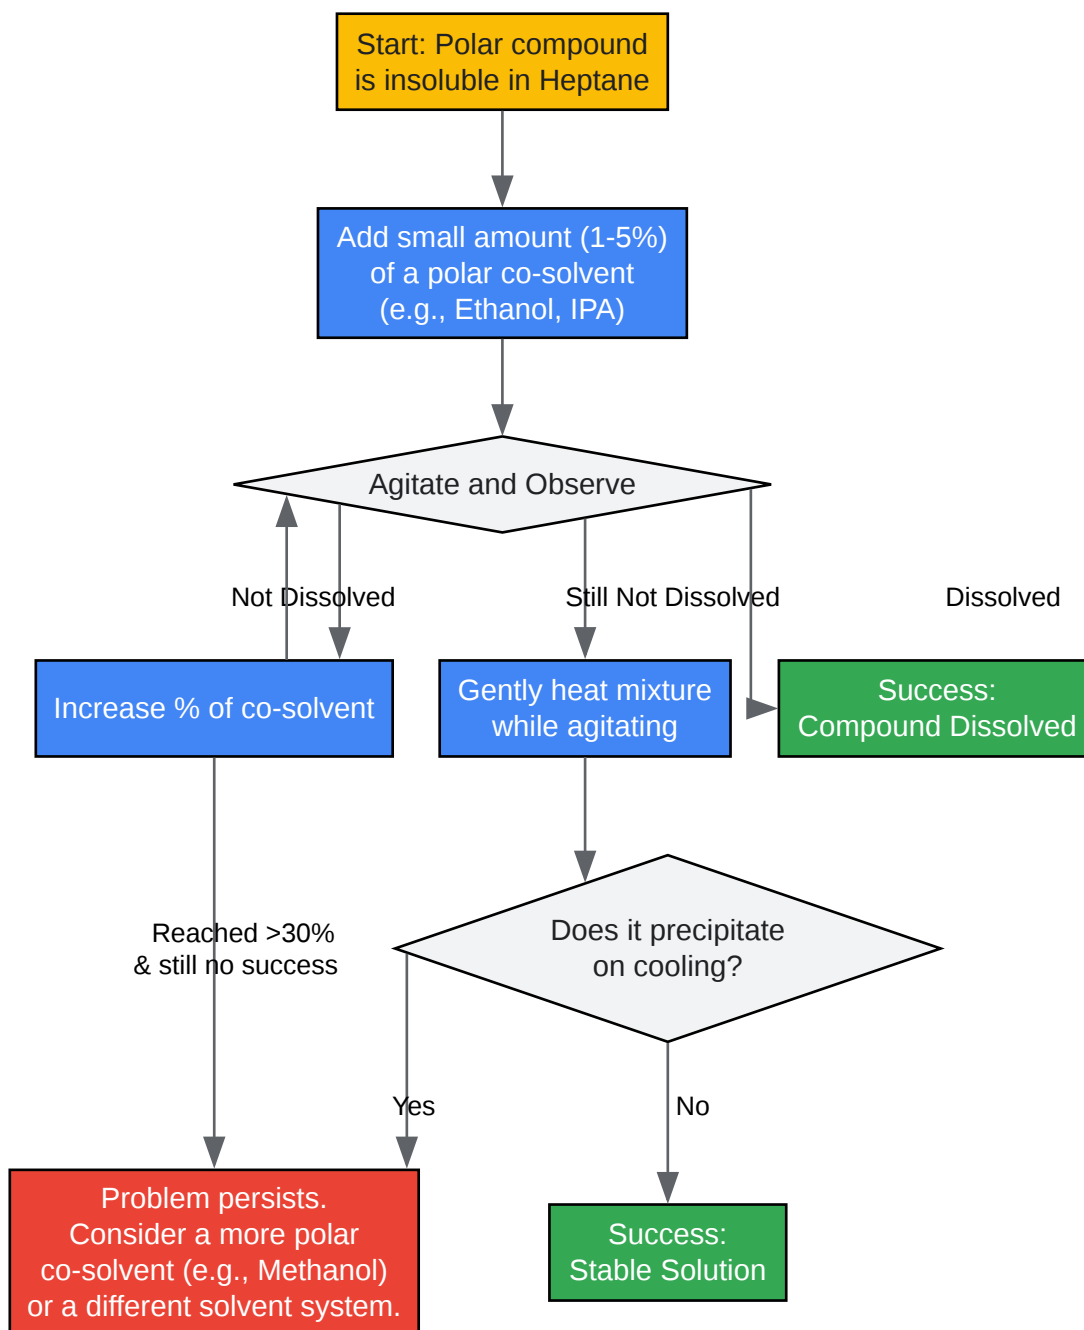 Start: Polar compound
is insoluble in Heptane
Add small amount (1-5%)
of a polar co-solvent
(e.g., Ethanol, IPA)
Agitate and Observe
Not Dissolved
Still Not Dissolved
Dissolved
Increase % of co-solvent
Gently heat mixture
while agitating
Success:
Compound Dissolved
Reached >30%
& still no success
Does it precipitate
on cooling?
Yes
No
Problem persists.
Consider a more polar
co-solvent (e.g., Methanol)
or a different solvent system.
Success:
Stable Solution